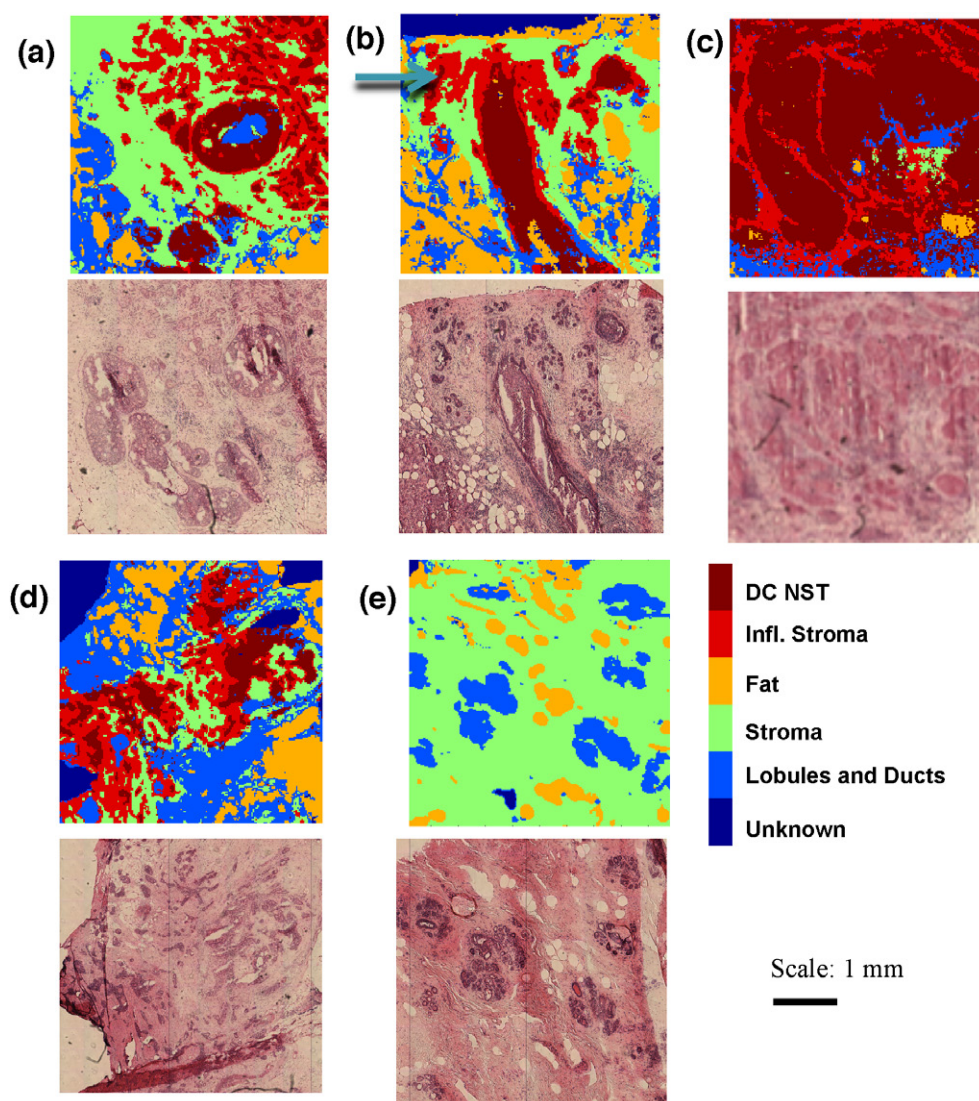 (a)
(b)
(c)
(d)
(e)
DC NST
Infl. Stroma
Fat
Stroma
Lobules and Ducts
Unknown
Scale: 1 mm